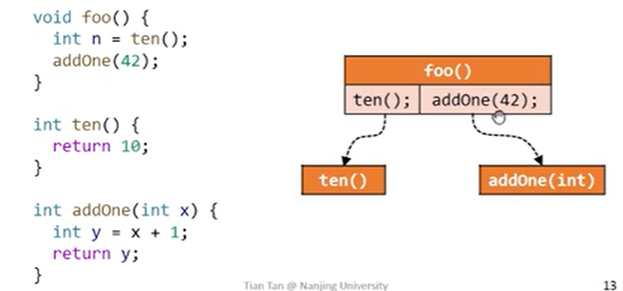 void foo() {
  int n = ten();
  addOne(42);
}
int ten() {
  return 10;
}
int addOne(int x) {
  int y = x + 1;
  return y;
}
foo()
ten(); addOne(42);
ten() addOne(int)
Tian Tan @ Nanjing University 13